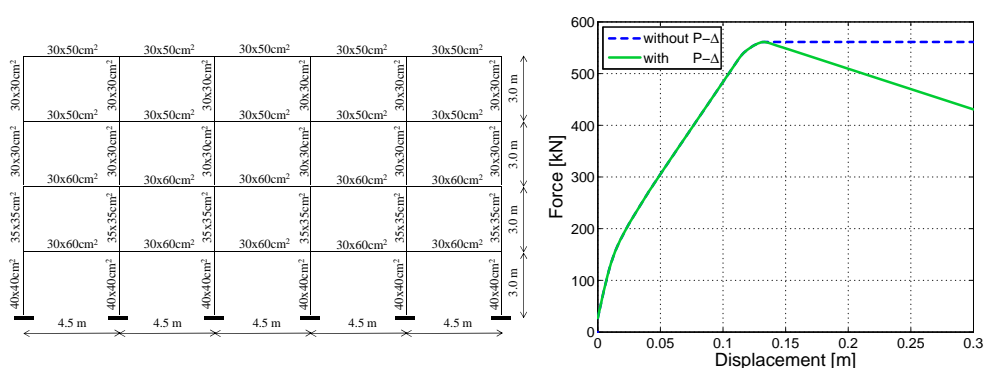 30x50cm² 30x50cm² 30x50cm² 30x50cm² 30x50cm²
30x30cm² 30x30cm² 30x30cm² 30x30cm² 30x30cm² 30x30cm² 3.0 m
30x50cm² 30x50cm² 30x50cm² 30x50cm² 30x50cm²
30x30cm² 30x30cm² 30x30cm² 30x30cm² 30x30cm² 30x30cm² 3.0 m
30x60cm² 30x60cm² 30x60cm² 30x60cm² 30x60cm²
35x35cm² 35x35cm² 35x35cm² 35x35cm² 35x35cm² 35x35cm² 3.0 m
30x60cm² 30x60cm² 30x60cm² 30x60cm² 30x60cm²
40x40cm² 40x40cm² 40x40cm² 40x40cm² 40x40cm² 40x40cm² 3.0 m
4.5 m 4.5 m 4.5 m 4.5 m 4.5 m
Force [kN]
600
500
400
300
200
100
0
without P−Δ
with P−Δ
0 0.05 0.1 0.15 0.2 0.25 0.3
Displacement [m]